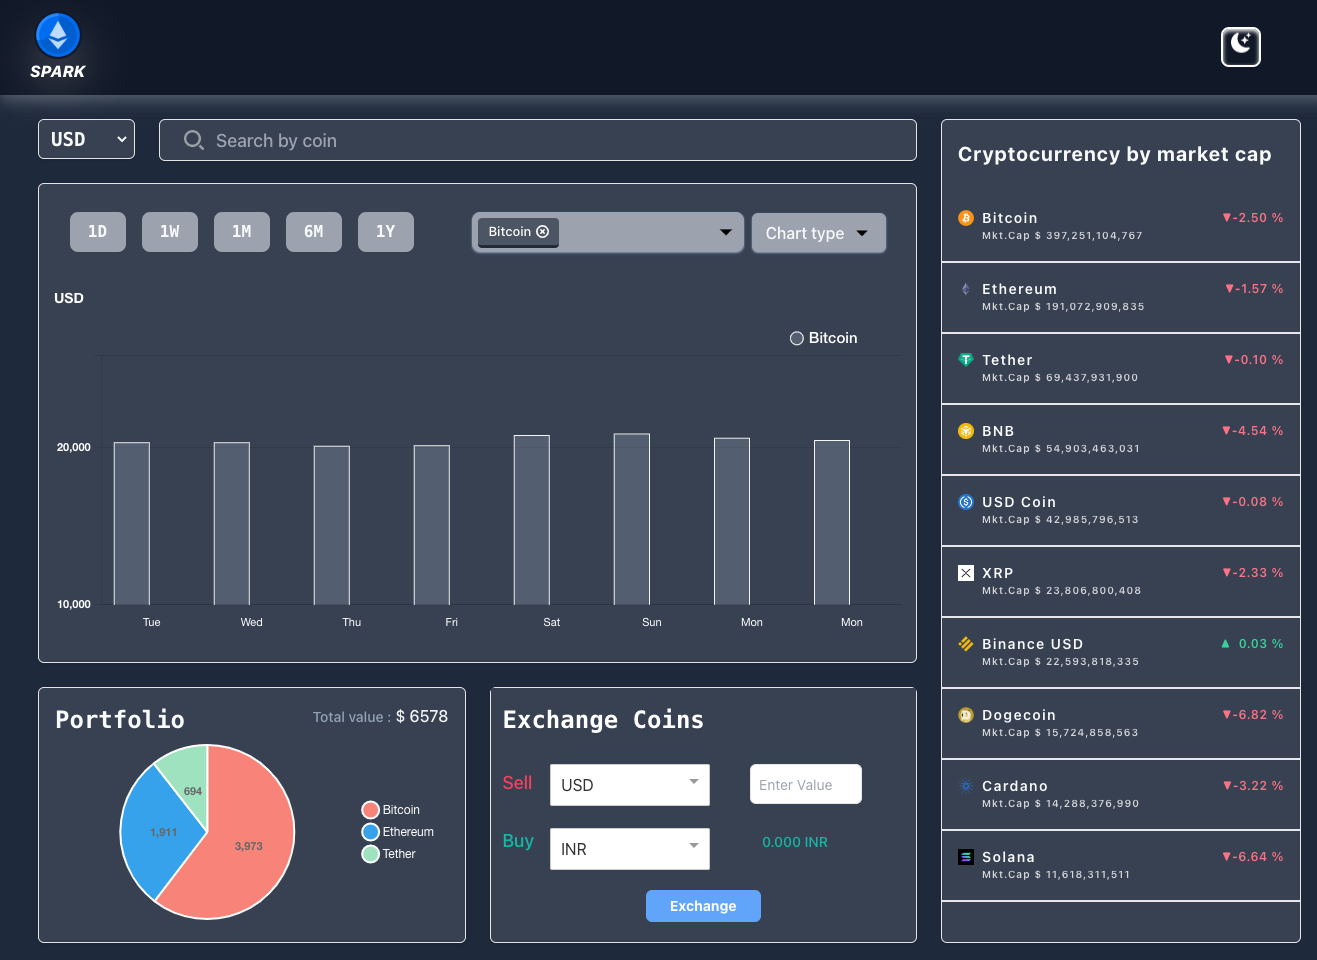 SPARK
USD
Search by coin
1D 1W 1M 6M 1Y
Bitcoin
Chart type
USD
Bitcoin
20,000
10,000
Tue Wed Thu Fri Sat Sun Mon Mon
Portfolio
Total value : $ 6578
694
1,911
3,973
Bitcoin
Ethereum
Tether
Exchange Coins
Sell USD Enter Value
Buy INR 0.000 INR
Exchange
Cryptocurrency by market cap
Bitcoin ▼-2.50 %
Mkt.Cap $ 397,251,104,767
Ethereum ▼-1.57 %
Mkt.Cap $ 191,072,909,835
Tether ▼-0.10 %
Mkt.Cap $ 69,437,931,900
BNB ▼-4.54 %
Mkt.Cap $ 54,903,463,031
USD Coin ▼-0.08 %
Mkt.Cap $ 42,985,796,513
XRP ▼-2.33 %
Mkt.Cap $ 23,806,800,408
Binance USD ▲ 0.03 %
Mkt.Cap $ 22,593,818,335
Dogecoin ▼-6.82 %
Mkt.Cap $ 15,724,858,563
Cardano ▼-3.22 %
Mkt.Cap $ 14,288,376,990
Solana ▼-6.64 %
Mkt.Cap $ 11,618,311,511